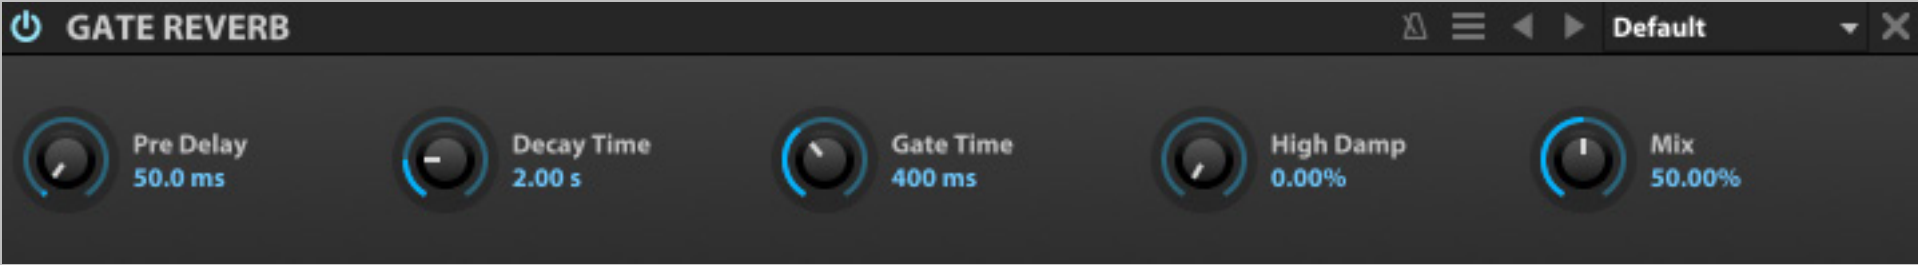 GATE REVERB
Default
Pre Delay
50.0 ms
Decay Time
2.00 s
Gate Time
400 ms
High Damp
0.00%
Mix
50.00%